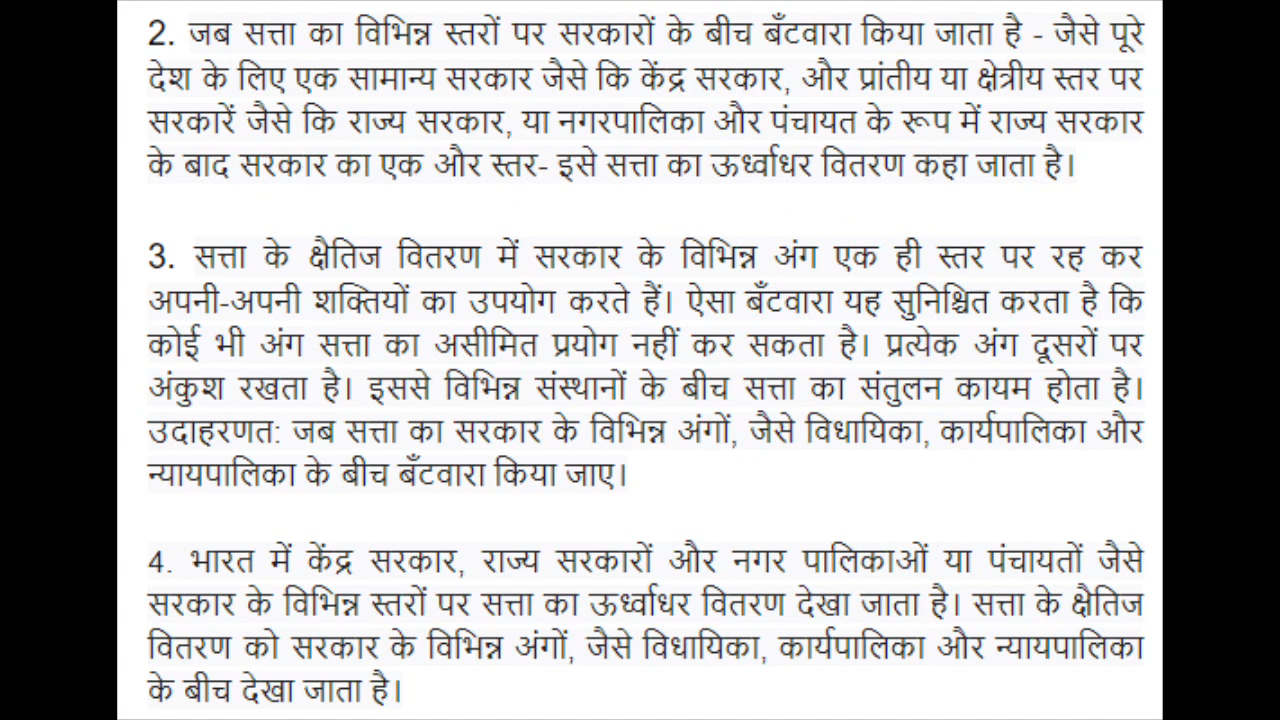 2. जब सत्ता का विभिन्न स्तरों पर सरकारों के बीच बँटवारा किया जाता है - जैसे पूरे
देश के लिए एक सामान्य सरकार जैसे कि केंद्र सरकार, और प्रांतीय या क्षेत्रीय स्तर पर
सरकारें जैसे कि राज्य सरकार, या नगरपालिका और पंचायत के रूप में राज्य सरकार
के बाद सरकार का एक और स्तर- इसे सत्ता का ऊर्ध्वाधर वितरण कहा जाता है।
3. सत्ता के क्षैतिज वितरण में सरकार के विभिन्न अंग एक ही स्तर पर रह कर
अपनी-अपनी शक्तियों का उपयोग करते हैं। ऐसा बँटवारा यह सुनिश्चित करता है कि
कोई भी अंग सत्ता का असीमित प्रयोग नहीं कर सकता है। प्रत्येक अंग दूसरों पर
अंकुश रखता है। इससे विभिन्न संस्थानों के बीच सत्ता का संतुलन कायम होता है।
उदाहरणत: जब सत्ता का सरकार के विभिन्न अंगों, जैसे विधायिका, कार्यपालिका और
न्यायपालिका के बीच बँटवारा किया जाए।
4. भारत में केंद्र सरकार, राज्य सरकारों और नगर पालिकाओं या पंचायतों जैसे
सरकार के विभिन्न स्तरों पर सत्ता का ऊर्ध्वाधर वितरण देखा जाता है। सत्ता के क्षैतिज
वितरण को सरकार के विभिन्न अंगों, जैसे विधायिका, कार्यपालिका और न्यायपालिका
के बीच देखा जाता है।